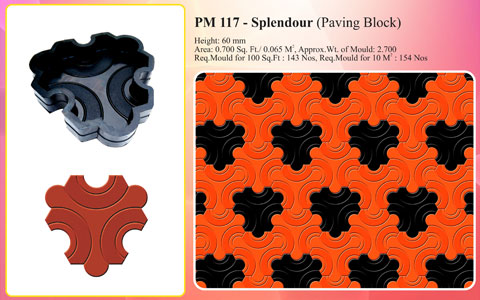 PM 117 - Splendour (Paving Block)
Height: 60 mm
Area: 0.700 Sq. Ft./ 0.065 M², Approx.Wt. of Mould: 2.700
Req.Mould for 100 Sq.Ft : 143 Nos, Req.Mould for 10 M² : 154 Nos